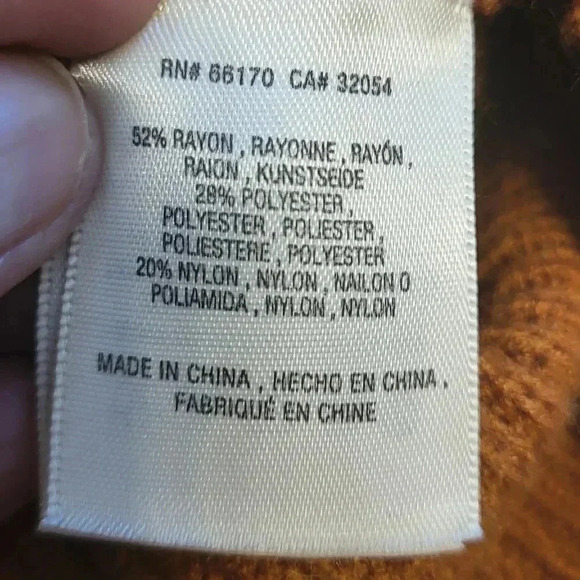 RN# 66170 CA# 32054
52% RAYON , RAYONNE , RAYÓN ,
RAION , KUNSTSEIDE
28% POLYESTER ,
POLYESTER , POLIESTER ,
POLIESTERE , POLYESTER
20% NYLON , NYLON , NAILON O
POLIAMIDA , NYLON , NYLON
MADE IN CHINA , HECHO EN CHINA ,
FABRIQUÉ EN CHINE